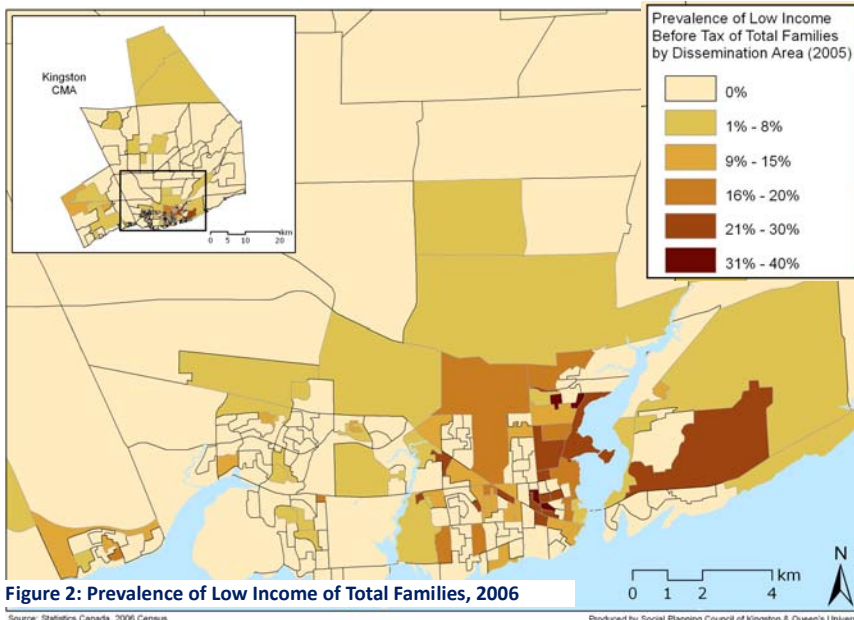 Kingston
CMA
0 5 10 20
km
Prevalence of Low Income
Before Tax of Total Families
by Dissemination Area (2005)
0%
1% - 8%
9% - 15%
16% - 20%
21% - 30%
31% - 40%
N
km
0 1 2 4
Figure 2: Prevalence of Low Income of Total Families, 2006
Source: Statistics Canada, 2006 Census
Produced by Social Planning Council of Kingston & Queen's Univers